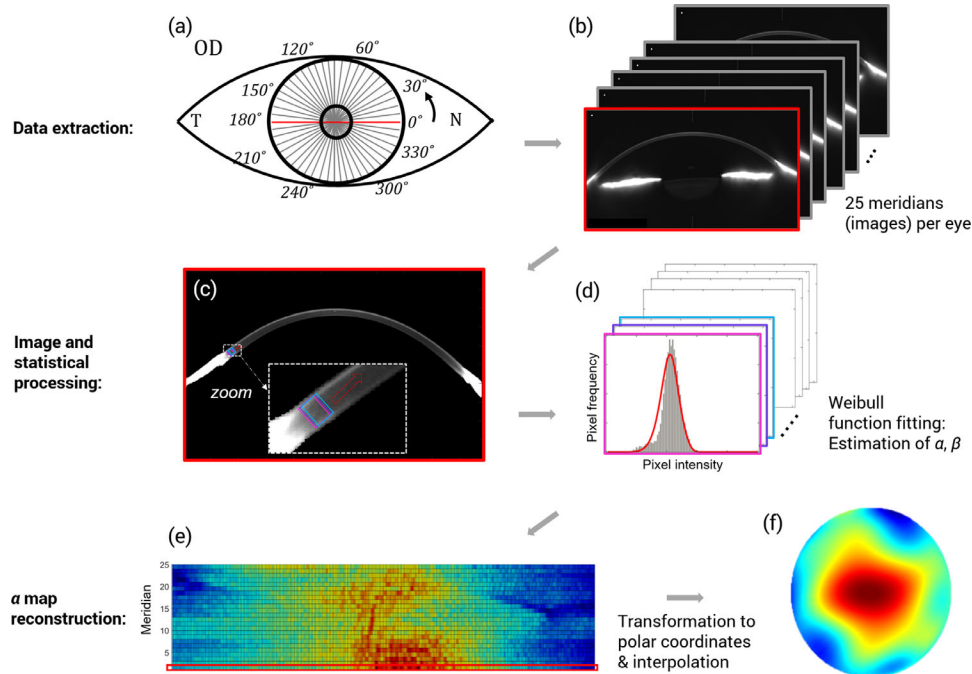 (a)
OD
120°
60°
150°
30°
T
180°
0°
N
210°
330°
240°
300°
Data extraction:
(b)
25 meridians
(images) per eye
(c)
zoom
Image and
statistical
processing:
(d)
Pixel frequency
Pixel intensity
Weibull
function fitting:
Estimation of α, β
(e)
α map
reconstruction:
Meridian
25
20
15
10
5
Transformation to
polar coordinates
& interpolation
(f)